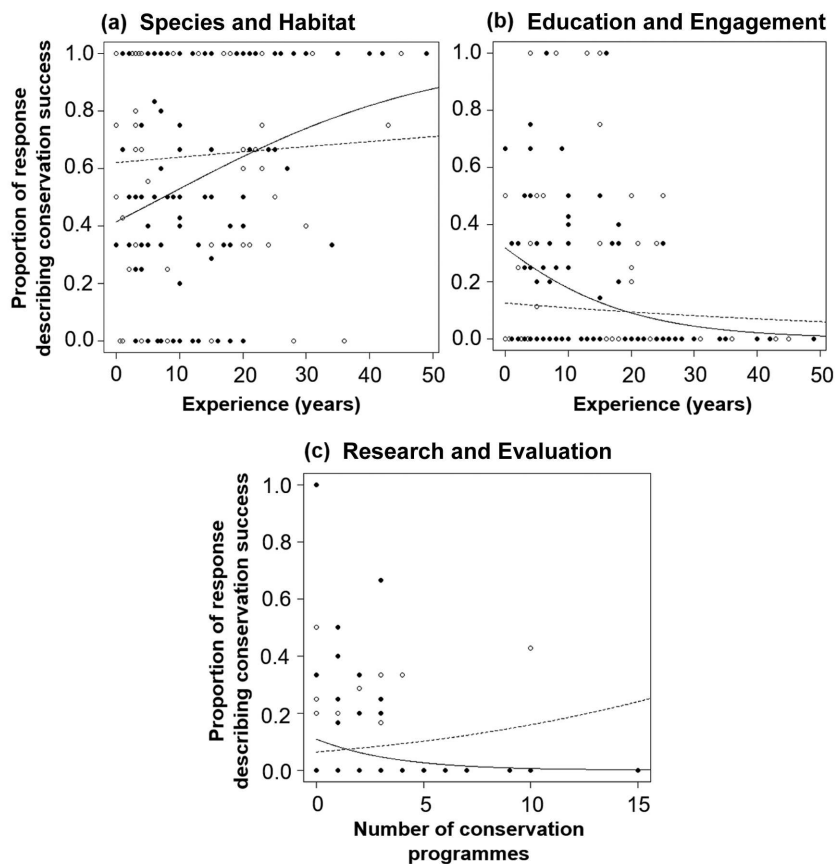 (a) Species and Habitat
Proportion of response
describing conservation success
1.0
0.8
0.6
0.4
0.2
0.0
0 10 20 30 40 50
Experience (years)
(b) Education and Engagement
1.0
0.8
0.6
0.4
0.2
0.0
0 10 20 30 40 50
Experience (years)
(c) Research and Evaluation
Proportion of response
describing conservation success
1.0
0.8
0.6
0.4
0.2
0.0
0 5 10 15
Number of conservation
programmes